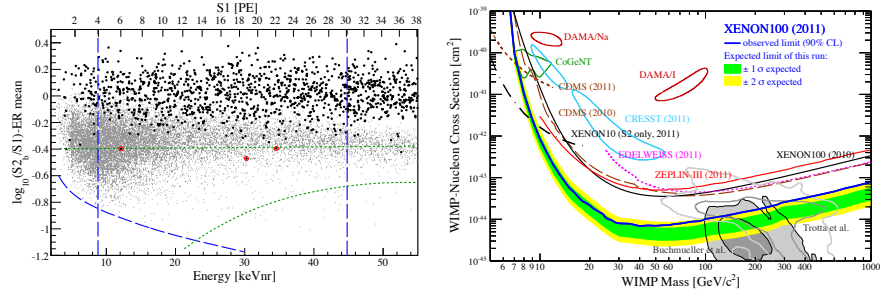 S1 [PE]
2 4 6 8 10 12 14 16 18 20 22 24 26 28 30 32 34 36 38
0.4
0.2
0
-0.2
-0.4
-0.6
-0.8
-1
-1.2
log10(S2b/S1)-ER mean
10 20 30 40 50
Energy [keVnr]
WIMP-Nucleon Cross Section [cm²]
10⁻³⁹
10⁻⁴⁰
10⁻⁴¹
10⁻⁴²
10⁻⁴³
10⁻⁴⁴
10⁻⁴⁵
DAMA/Na
CoGeNT
DAMA/I
CDMS (2011)
CDMS (2010)
CRESST (2011)
XENON10 (S2 only, 2011)
EDELWEISS (2011)
XENON100 (2010)
ZEPLIN-III (2011)
XENON100 (2011)
observed limit (90% CL)
Expected limit of this run:
± 1 σ expected
± 2 σ expected
Trotta et al.
Buchmueller et al.
6 7 8 9 10 20 30 40 50 60 100 200 300 400 1000
WIMP Mass [GeV/c²]